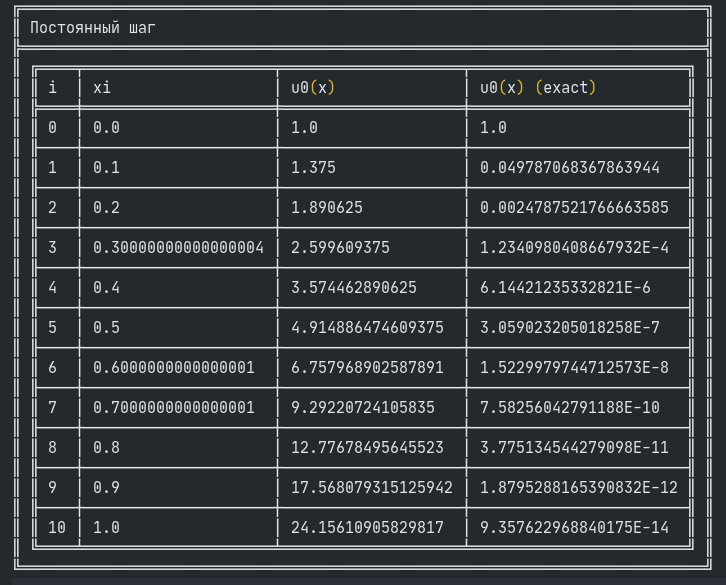 Постоянный шаг
i xi u0(x) u0(x) (exact)
0 0.0 1.0 1.0
1 0.1 1.375 0.049787068367863944
2 0.2 1.890625 0.0024787521766663585
3 0.30000000000000004 2.599609375 1.2340980408667932E-4
4 0.4 3.574462890625 6.14421235332821E-6
5 0.5 4.914886474609375 3.059023205018258E-7
6 0.6000000000000001 6.757968902587891 1.5229979744712573E-8
7 0.7000000000000001 9.29220724105835 7.58256042791188E-10
8 0.8 12.77678495645523 3.775134544279098E-11
9 0.9 17.568079315125942 1.8795288165390832E-12
10 1.0 24.15610905829817 9.357622968840175E-14